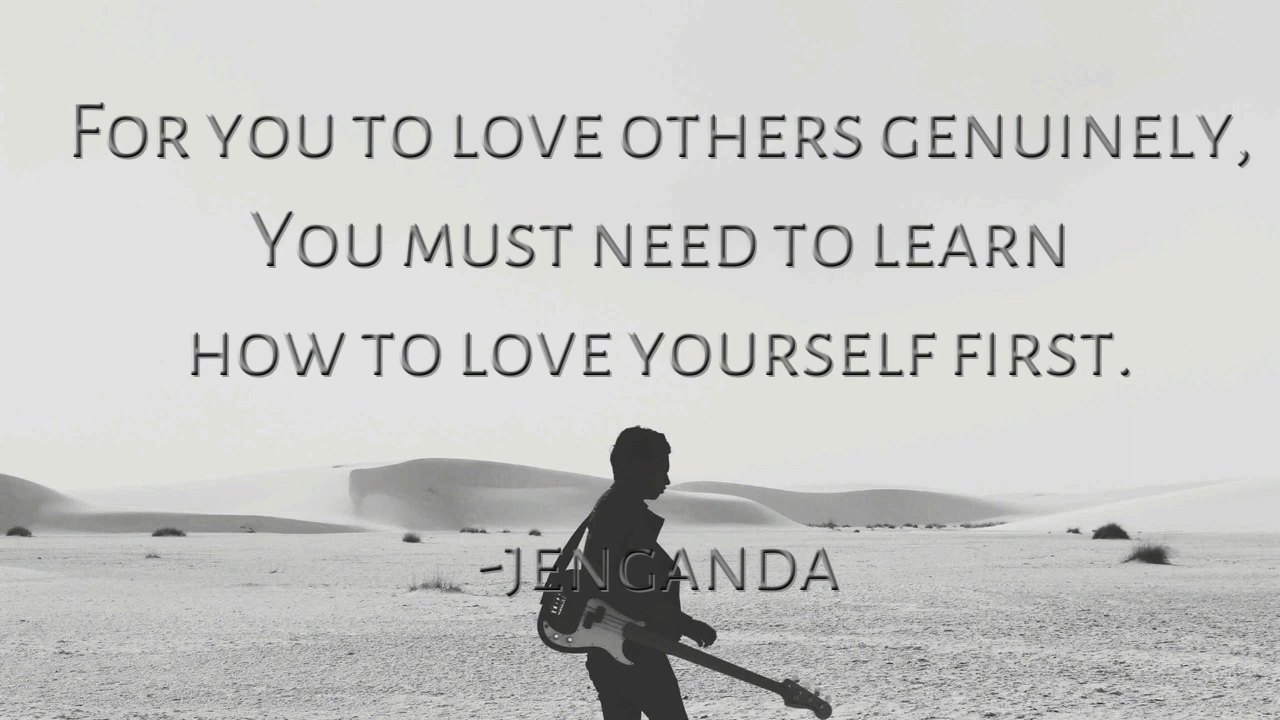 For you to love others genuinely,
You must need to learn
how to love yourself first.
-jenganda